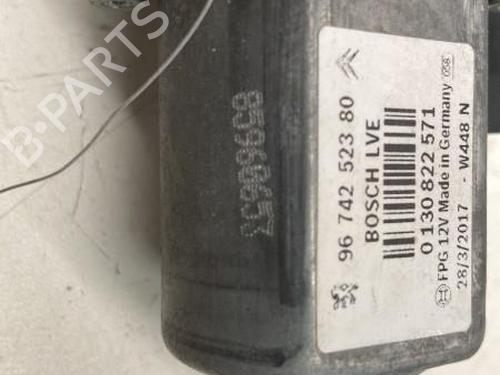 96 742 523 80
BOSCH LVE
0 130 822 571
FPG 12V Made in Germany 058
28/3/2017 - W448 N
B-PARTS